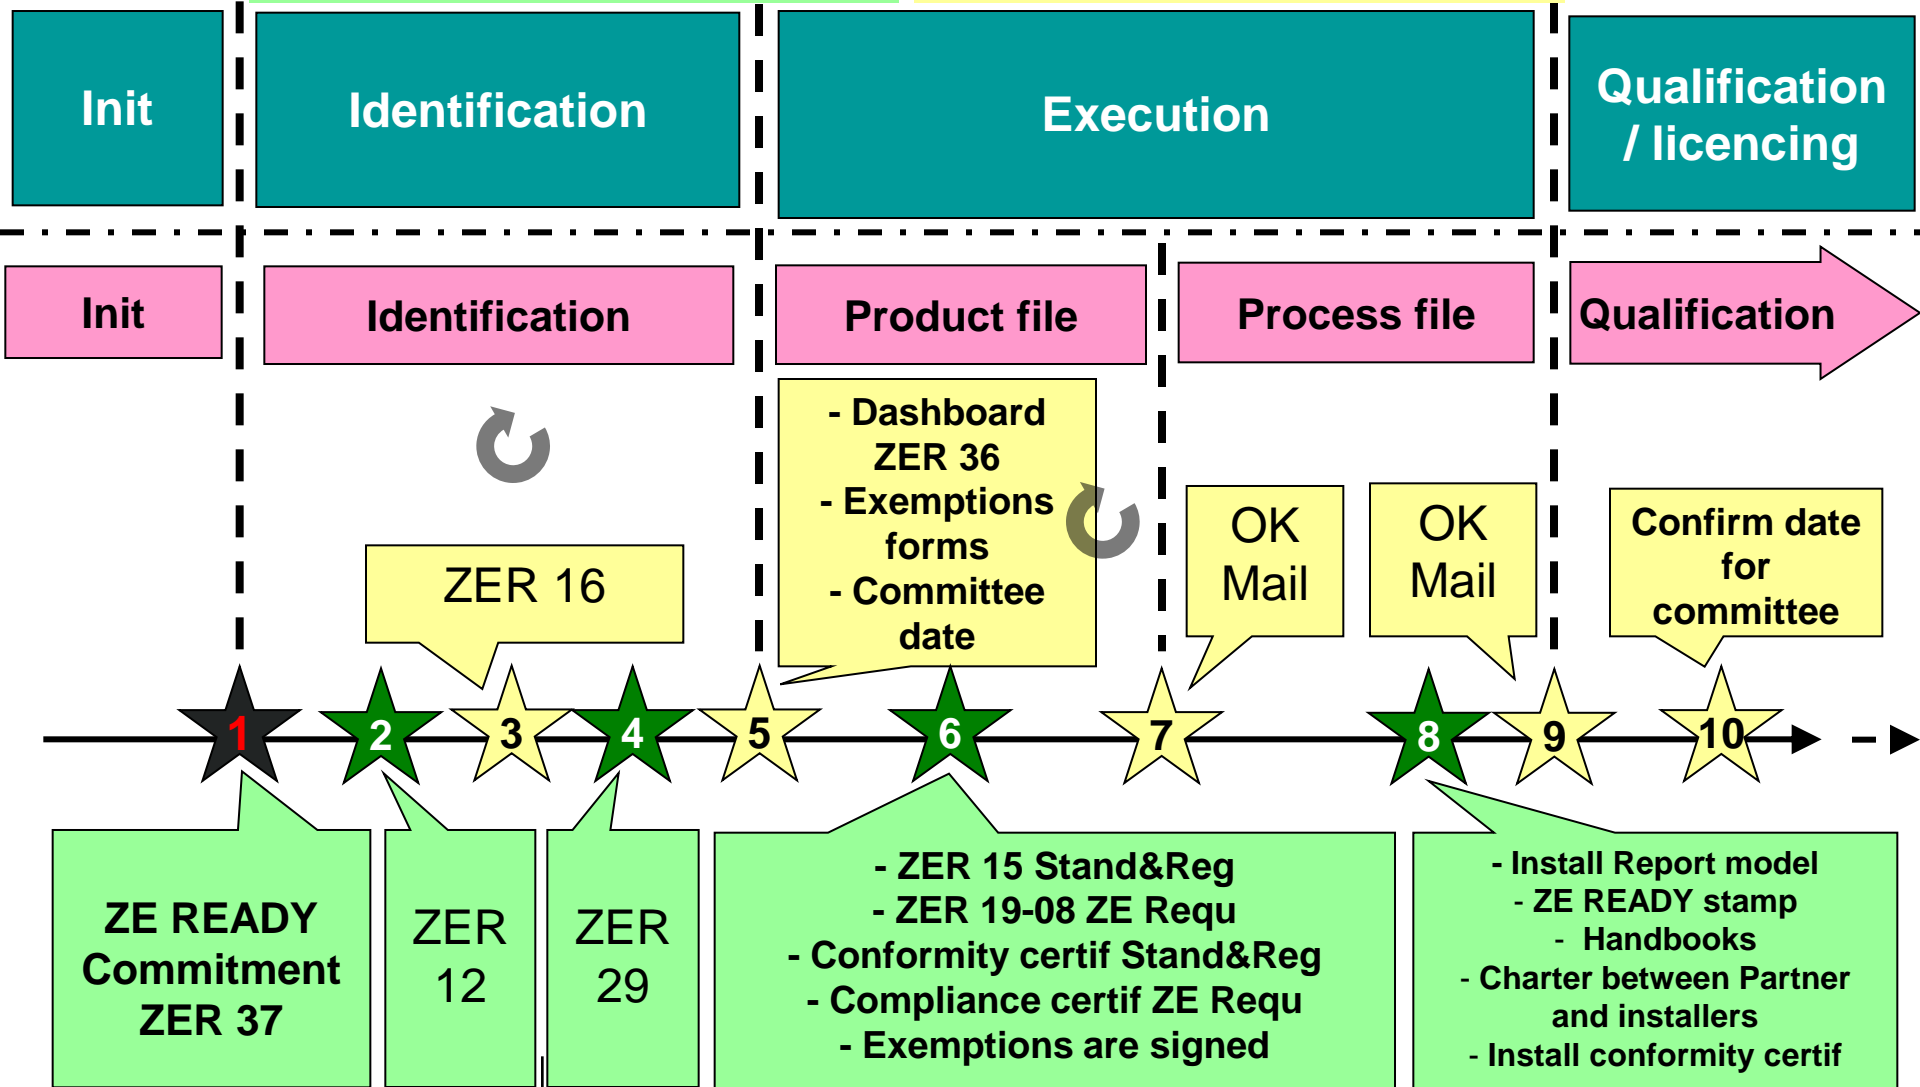 Init
Identification
Execution
Qualification
/ licencing
Init
Identification
Product file
Process file
Qualification
- Dashboard
ZER 36
- Exemptions
forms
- Committee
date
ZER 16
OK
Mail
OK
Mail
Confirm date
for
committee
1
2
3
4
5
6
7
8
9
10
ZE READY
Commitment
ZER 37
ZER
12
ZER
29
- ZER 15 Stand&Reg
- ZER 19-08 ZE Requ
- Conformity certif Stand&Reg
- Compliance certif ZE Requ
- Exemptions are signed
- Install Report model
- ZE READY stamp
- Handbooks
- Charter between Partner
and installers
- Install conformity certif